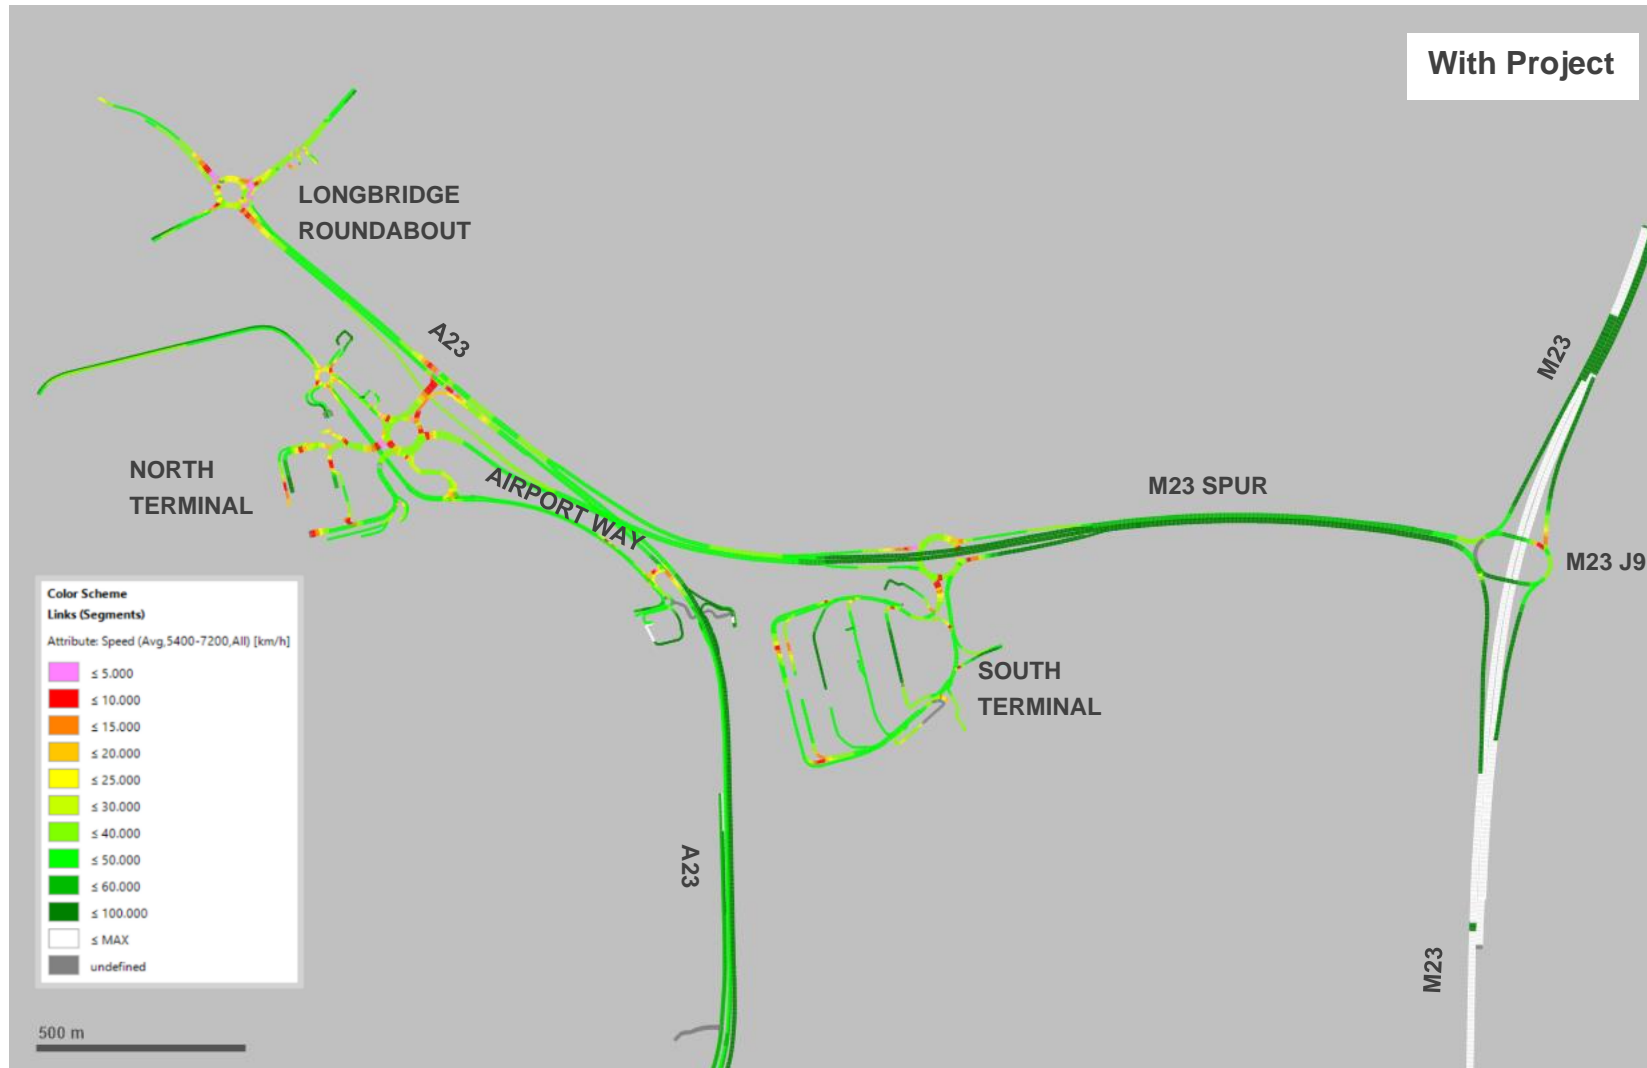 With Project
LONGBRIDGE
ROUNDABOUT
A23
M23
NORTH
TERMINAL
AIRPORT WAY
M23 SPUR
M23 J9
SOUTH
TERMINAL
A23
M23
Color Scheme
Links (Segments)
Attribute: Speed (Avg,5400-7200,All) [km/h]
≤ 5.000
≤ 10.000
≤ 15.000
≤ 20.000
≤ 25.000
≤ 30.000
≤ 40.000
≤ 50.000
≤ 60.000
≤ 100.000
≤ MAX
undefined
500 m